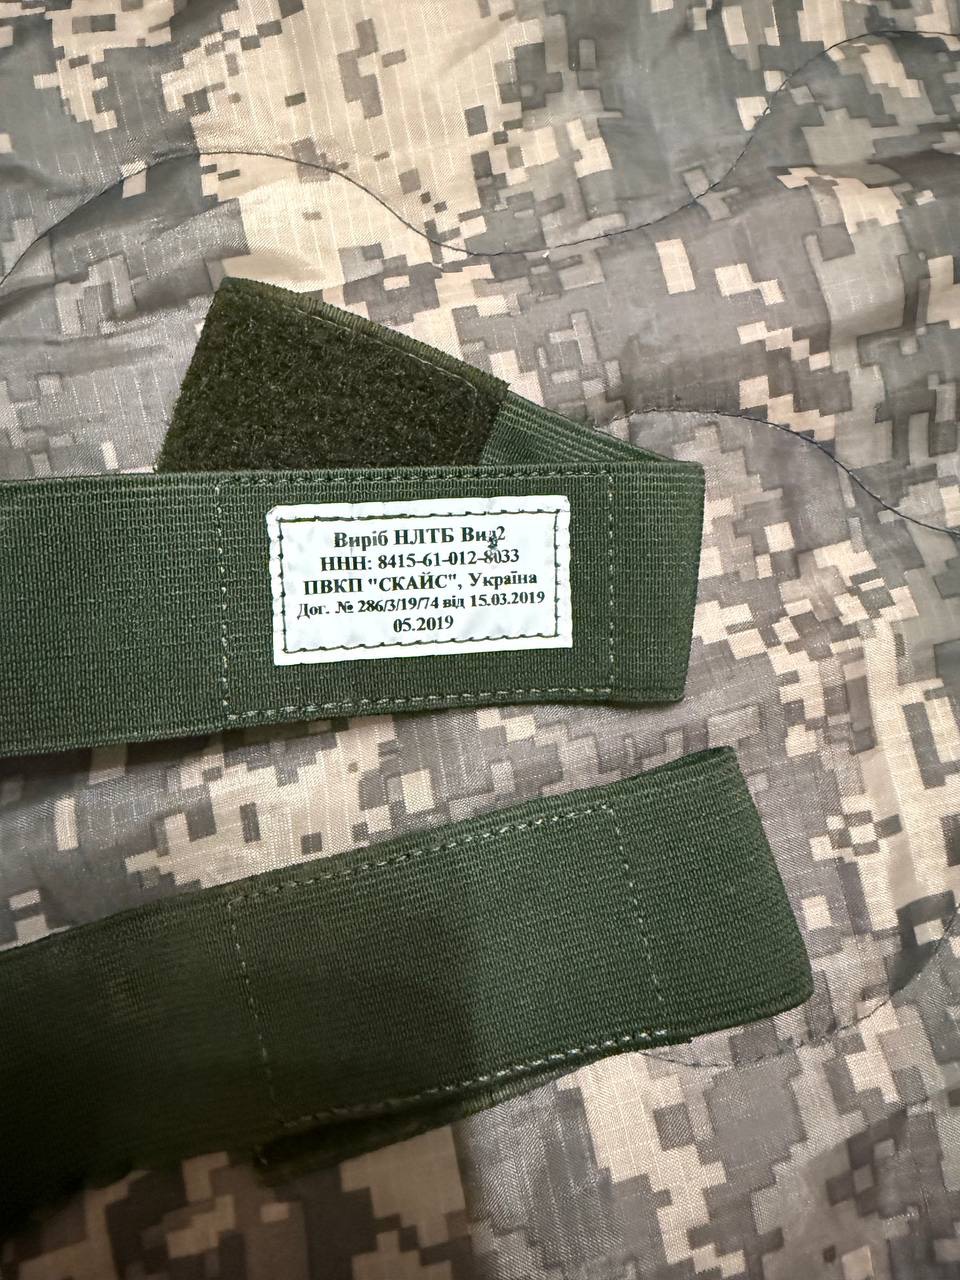 Виріб НЛТБ Вид2
ННН: 8415-61-012-8033
ПВКП "СКАЙС", Україна
Дог. № 286/3/19/74 від 15.03.2019
05.2019